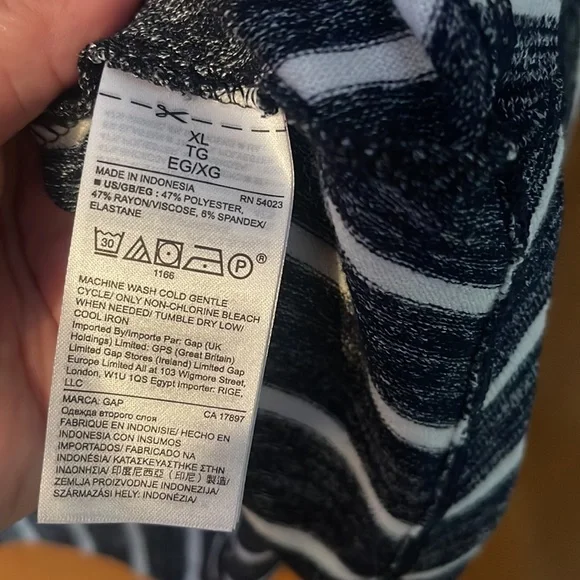 XL
TG
EG/XG
MADE IN INDONESIA RN 54023
■ US/GB/EG : 47% POLYESTER,
47% RAYON/VISCOSE, 6% SPANDEX/
ELASTANE
30 P®
1166
MACHINE WASH COLD GENTLE
CYCLE/ ONLY NON-CHLORINE BLEACH
WHEN NEEDED/ TUMBLE DRY LOW/
COOL IRON
Imported By/Importa Par: Gap (UK
Holdings) Limited: GPS (Great Britain)
Limited Gap Stores (Ireland) Limited Gap
Europe Limited All at 103 Wigmore Street,
London, W1U 1QS Egypt Importer: RIGE,
LLC
MARCA: GAP CA 17897
Одежда второго слоя
FABRIQUE EN INDONESIE/ HECHO EN
INDONESIA CON INSUMOS
IMPORTADOS/ FABRICADO NA
INDONÉSIA/ ΚΑΤΑΣΚΕΥΑΣΤΗΚΕ ΣΤΗΝ
ΙΝΔΟΝΗΣΙΑ/ 印度尼西亞（印尼）製造/
ZEMLJA PROIZVODNJE INDONEZIJA/
SZÁRMAZÁSI HELY: INDONÉZIA/